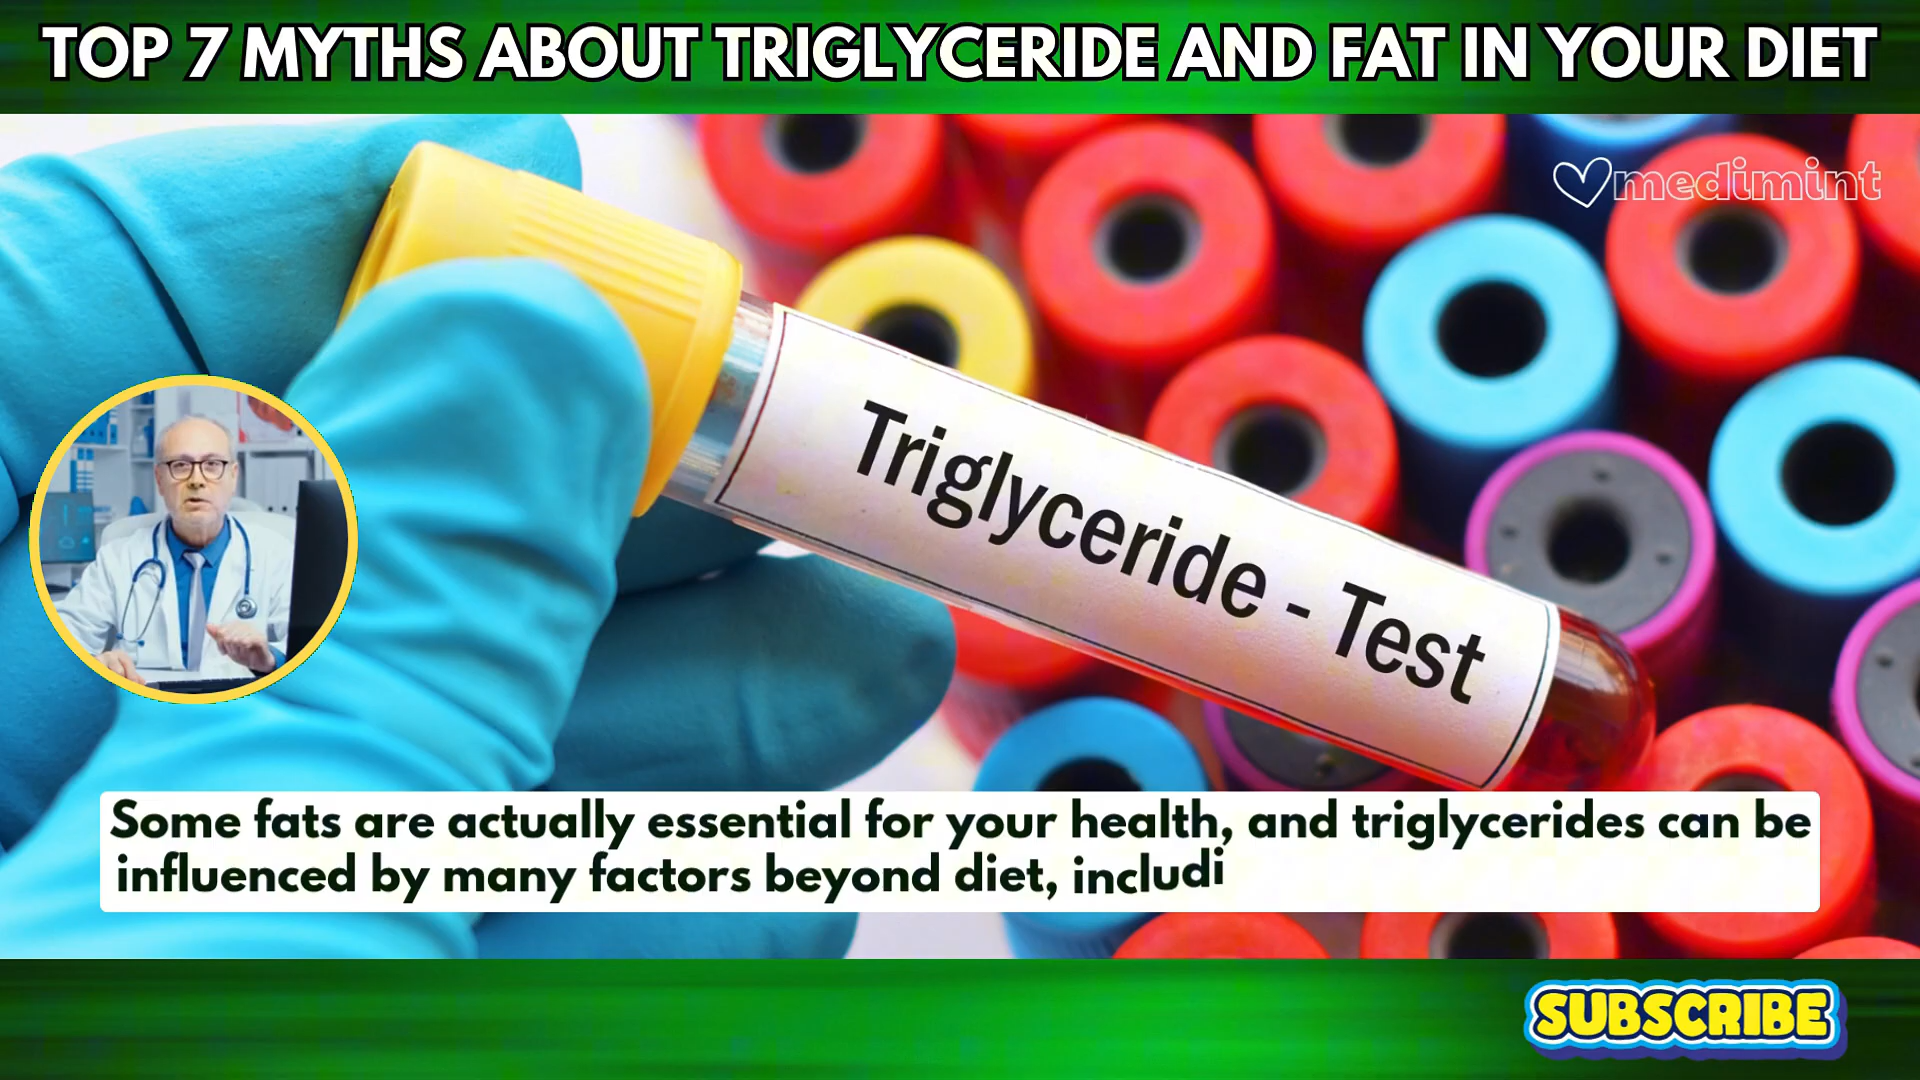 TOP 7 MYTHS ABOUT TRIGLYCERIDE AND FAT IN YOUR DIET
medimint
Triglyceride - Test
Some fats are actually essential for your health, and triglycerides can be
influenced by many factors beyond diet, includi
SUBSCRIBE